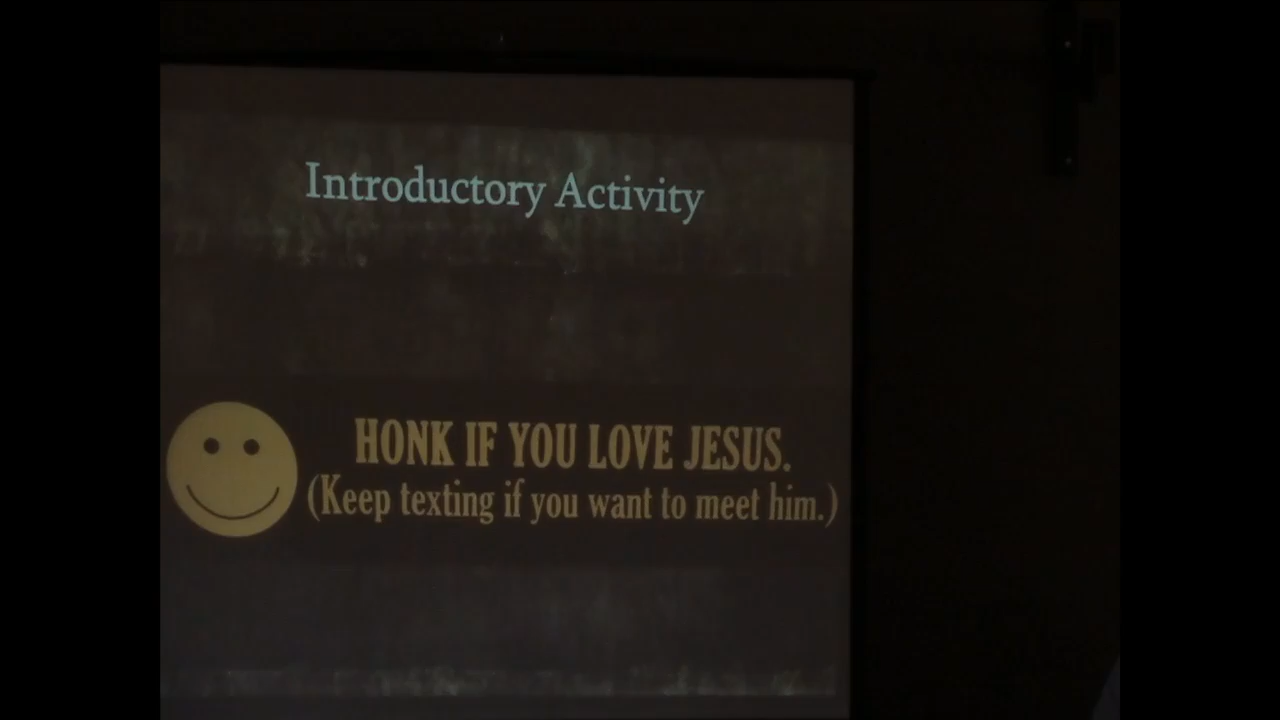 Introductory Activity
HONK IF YOU LOVE JESUS.
(Keep texting if you want to meet him.)